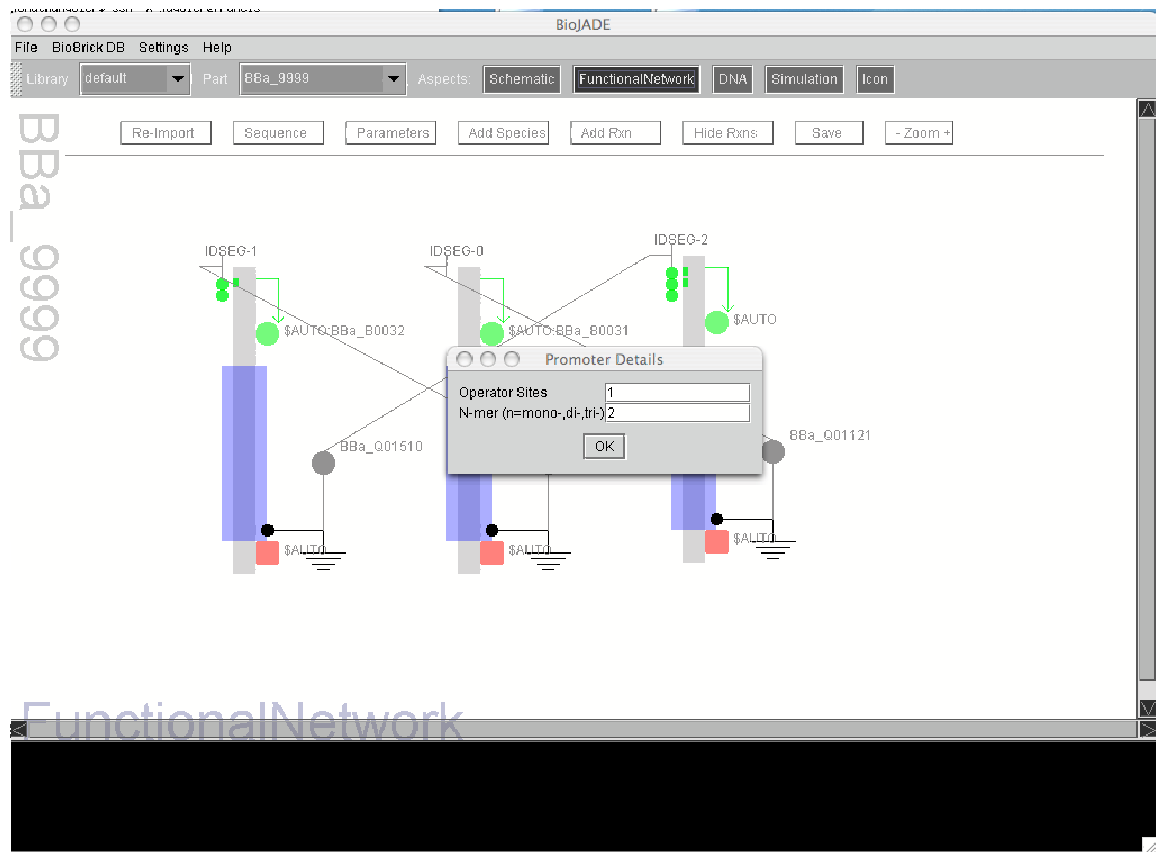 BioJADE
File BioBrick DB Settings Help
Library default Part BBa_9999 Aspects: Schematic FunctionalNetwork DNA Simulation Icon
BBa_9999
Re-Import Sequence Parameters Add Species Add Rxn Hide Rxns Save - Zoom +
IDSEG-1 IDSEG-0 IDSEG-2
$AUTO:BBa_B0032 $AUTO:BBa_B0031 $AUTO
Promoter Details
Operator Sites 1
N-mer (n=mono-,di-,tri-) 2
OK
BBa_Q01510 BBa_Q01121
$AUTO $AUTO $AUTO
FunctionalNetwork